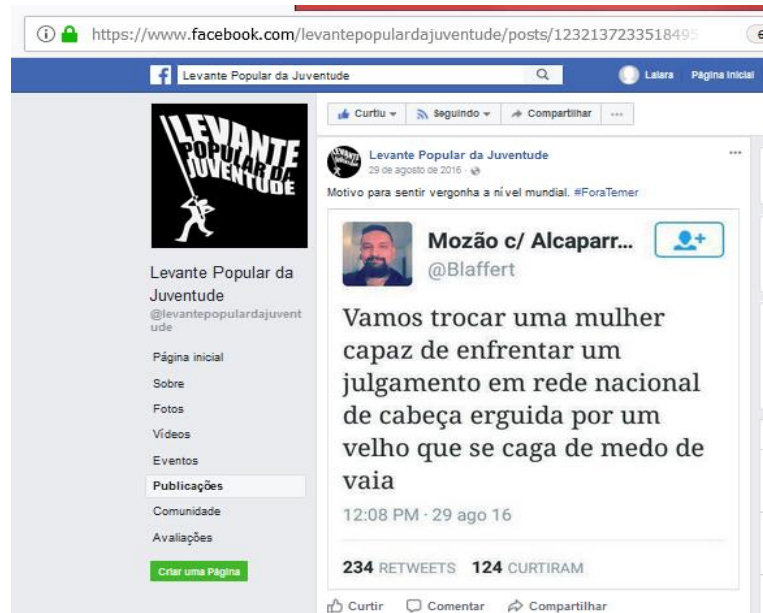 https://www.facebook.com/levantepopulardajuventude/posts/1232137233518495
Levante Popular da Juventude
Laiara Página inicial
LEVANTE
POPULAR DA
JUVENTUDE
Curtiu Seguindo Compartilhar
Levante Popular da Juventude
29 de agosto de 2016
Motivo para sentir vergonha a nível mundial. #ForaTemer
Mozão c/ Alcaparr...
@Blaffert
Vamos trocar uma mulher
capaz de enfrentar um
julgamento em rede nacional
de cabeça erguida por um
velho que se caga de medo de
vaia
12:08 PM · 29 ago 16
234 RETWEETS 124 CURTIRAM
Curtir Comentar Compartilhar
Levante Popular da
Juventude
@levantepopulardajuvent
ude
Página inicial
Sobre
Fotos
Vídeos
Eventos
Publicações
Comunidade
Avaliações
Criar uma Página